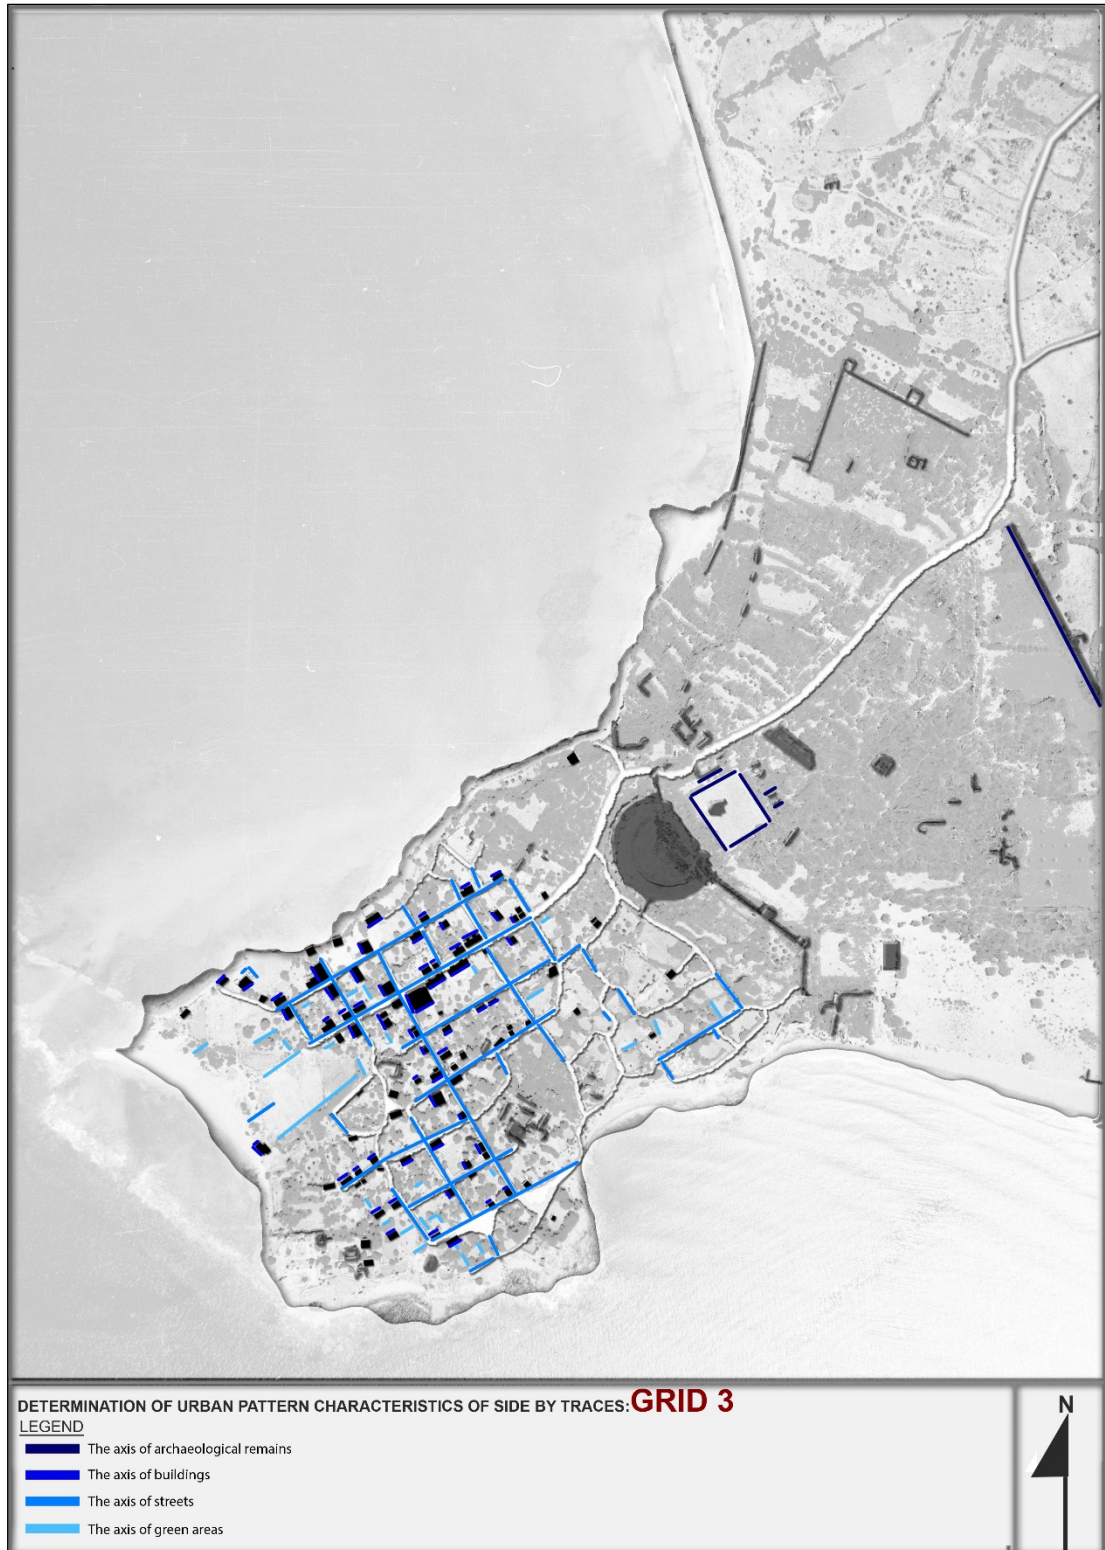 DETERMINATION OF URBAN PATTERN CHARACTERISTICS OF SIDE BY TRACES:GRID 3
N
LEGEND
The axis of archaeological remains
The axis of buildings
The axis of streets
The axis of green areas